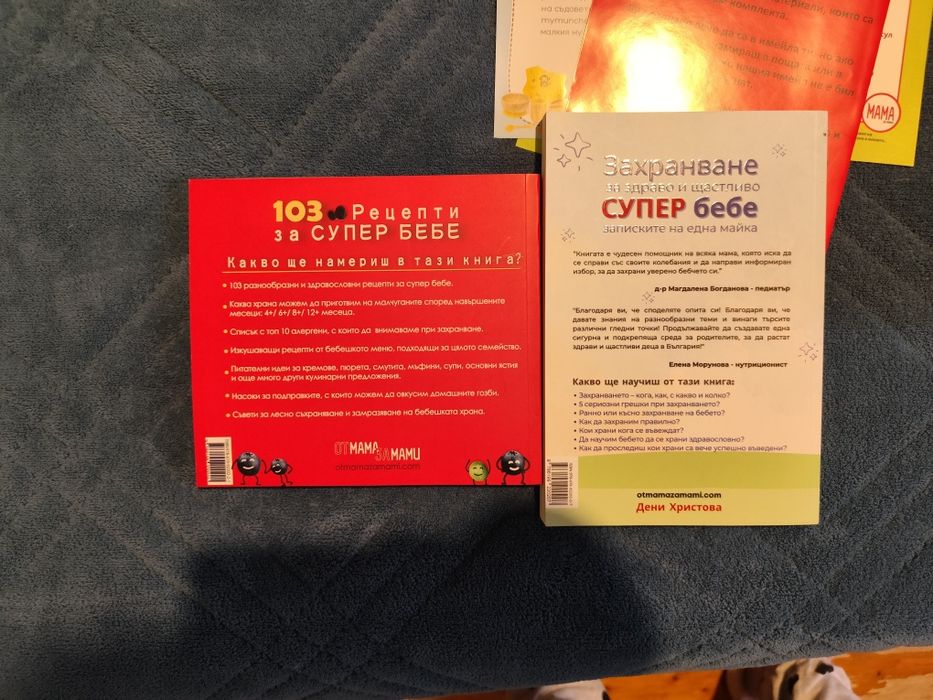 на съдовет
mymunche
малкия ну
МАМА
103 Рецепти
за СУПЕР БЕБЕ
Какво ще намериш в тази книга?
• 103 разнообразни и здравословни рецепти за супер бебе.
• Каква храна можем да приготвим на малчуганите според навършените
месеци: 4+/ 6+/ 8+/ 12+ месеца.
• Списък с топ 10 алергени, с които да внимаваме при захранване.
• Изкушаващи рецепти от бебешкото меню, подходящи за цялото семейство.
• Питателни идеи за кремове, пюрета, смутита, мъфини, супи, основни ястия
и още много други кулинарни предложения.
• Насоки за подправките, с които можем да овкусим домашните гозби.
• Съвети за лесно съхраняване и замразяване на бебешката храна.
ОТ МАМА
ЗА МАМИ
otmamazamami.com
Захранване
за здраво и щастливо
СУПЕР бебе
записките на една майка
"Книгата е чудесен помощник на всяка мама, която иска да
се справи със своите колебания и да направи информиран
избор, за да захрани уверено бебчето си."
д-р Магдалена Богданова - педиатър
"Благодаря ви, че споделяте опита си! Благодаря ви, че
давате знания на разнообразни теми и винаги търсите
различни гледни точки! Продължавайте да създавате една
сигурна и подкрепяща среда за родителите, за да растат
здрави и щастливи деца в България!"
Елена Морунова - нутриционист
Какво ще научиш от тази книга:
• Захранването – кога, как, с какво и колко?
• 5 сериозни грешки при захранването?
• Ранно или късно захранване на бебето?
• Как да захраним правилно?
• Кои храни кога се въвеждат?
• Да научим бебето да се храни здравословно?
• Как да проследиш кои храни са вече успешно въведени?
otmamazamami.com
Дени Христова